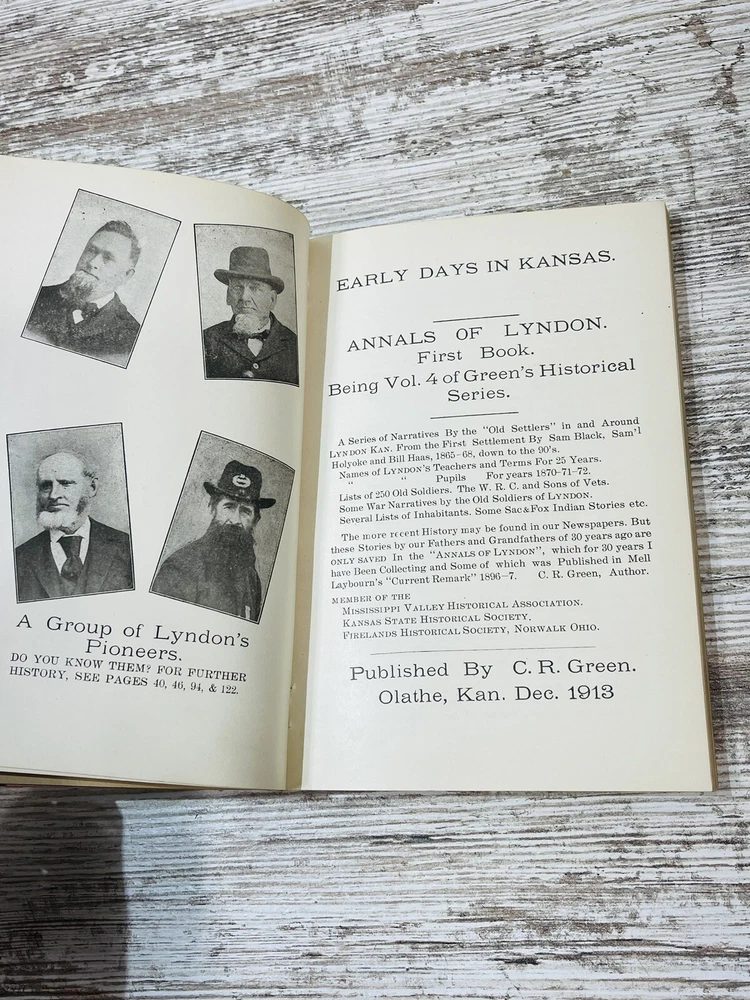 A Group of Lyndon's
Pioneers.
DO YOU KNOW THEM? FOR FURTHER
HISTORY, SEE PAGES 40, 46, 94, & 122.
EARLY DAYS IN KANSAS.
ANNALS OF LYNDON.
First Book.
Being Vol. 4 of Green's Historical
Series.
A Series of Narratives By the "Old Settlers" in and Around
LYNDON KAN. From the First Settlement By Sam Black, Sam'l
Holyoke and Bill Haas, 1865-68, down to the 90's.
Names of LYNDON'S Teachers and Terms For 25 Years.
" " Pupils For years 1870-71-72.
Lists of 250 Old Soldiers. The W. R. C. and Sons of Vets.
Some War Narratives by the Old Soldiers of LYNDON.
Several Lists of Inhabitants. Some Sac & Fox Indian Stories etc.
The more recent History may be found in our Newspapers. But
these Stories by our Fathers and Grandfathers of 30 years ago are
ONLY SAVED In the "ANNALS OF LYNDON", which for 30 years I
have Been Collecting and Some of which was Published in Mell
Laybourn's "Current Remark" 1896-7. C. R. Green, Author.
MEMBER OF THE
MISSISSIPPI VALLEY HISTORICAL ASSOCIATION.
KANSAS STATE HISTORICAL SOCIETY.
FIRELANDS HISTORICAL SOCIETY, NORWALK OHIO.
Published By C. R. Green.
Olathe, Kan. Dec. 1913